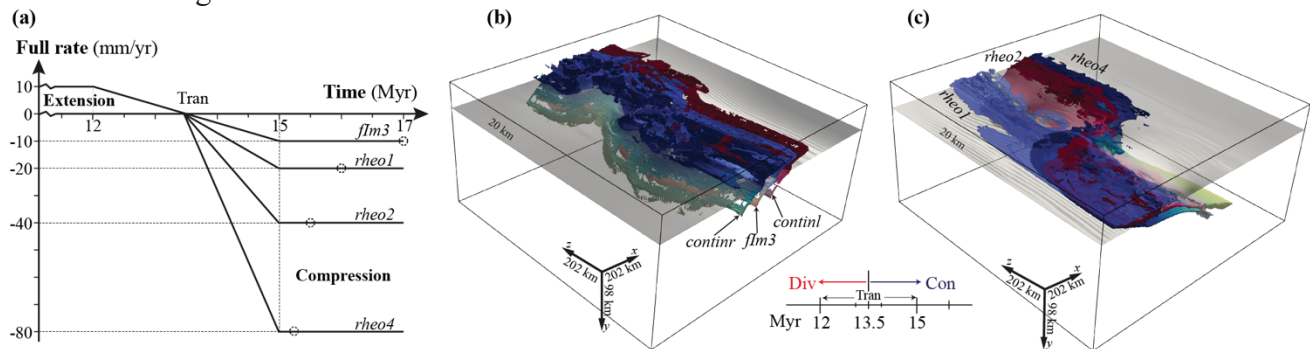 (a)
Full rate (mm/yr)
10
Extension
Tran
Time (Myr)
0
12
15
17
-10
flm3
-20
rheo1
-40
rheo2
Compression
-80
rheo4
(b)
20 km
continr
flm3
continl
z
x
202 km
202 km
98 km
y
Div
Con
Tran
Myr
12
13.5
15
(c)
rheo2
rheo4
rheo1
20 km
z
x
202 km
202 km
98 km
y